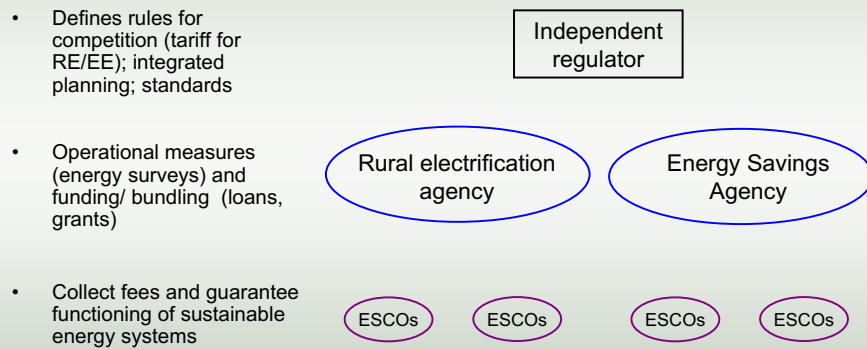 • Defines rules for
competition (tariff for
RE/EE); integrated
planning; standards
Independent
regulator
• Operational measures
(energy surveys) and
funding/ bundling (loans,
grants)
Rural electrification
agency
Energy Savings
Agency
• Collect fees and guarantee
functioning of sustainable
energy systems
ESCOs
ESCOs
ESCOs
ESCOs